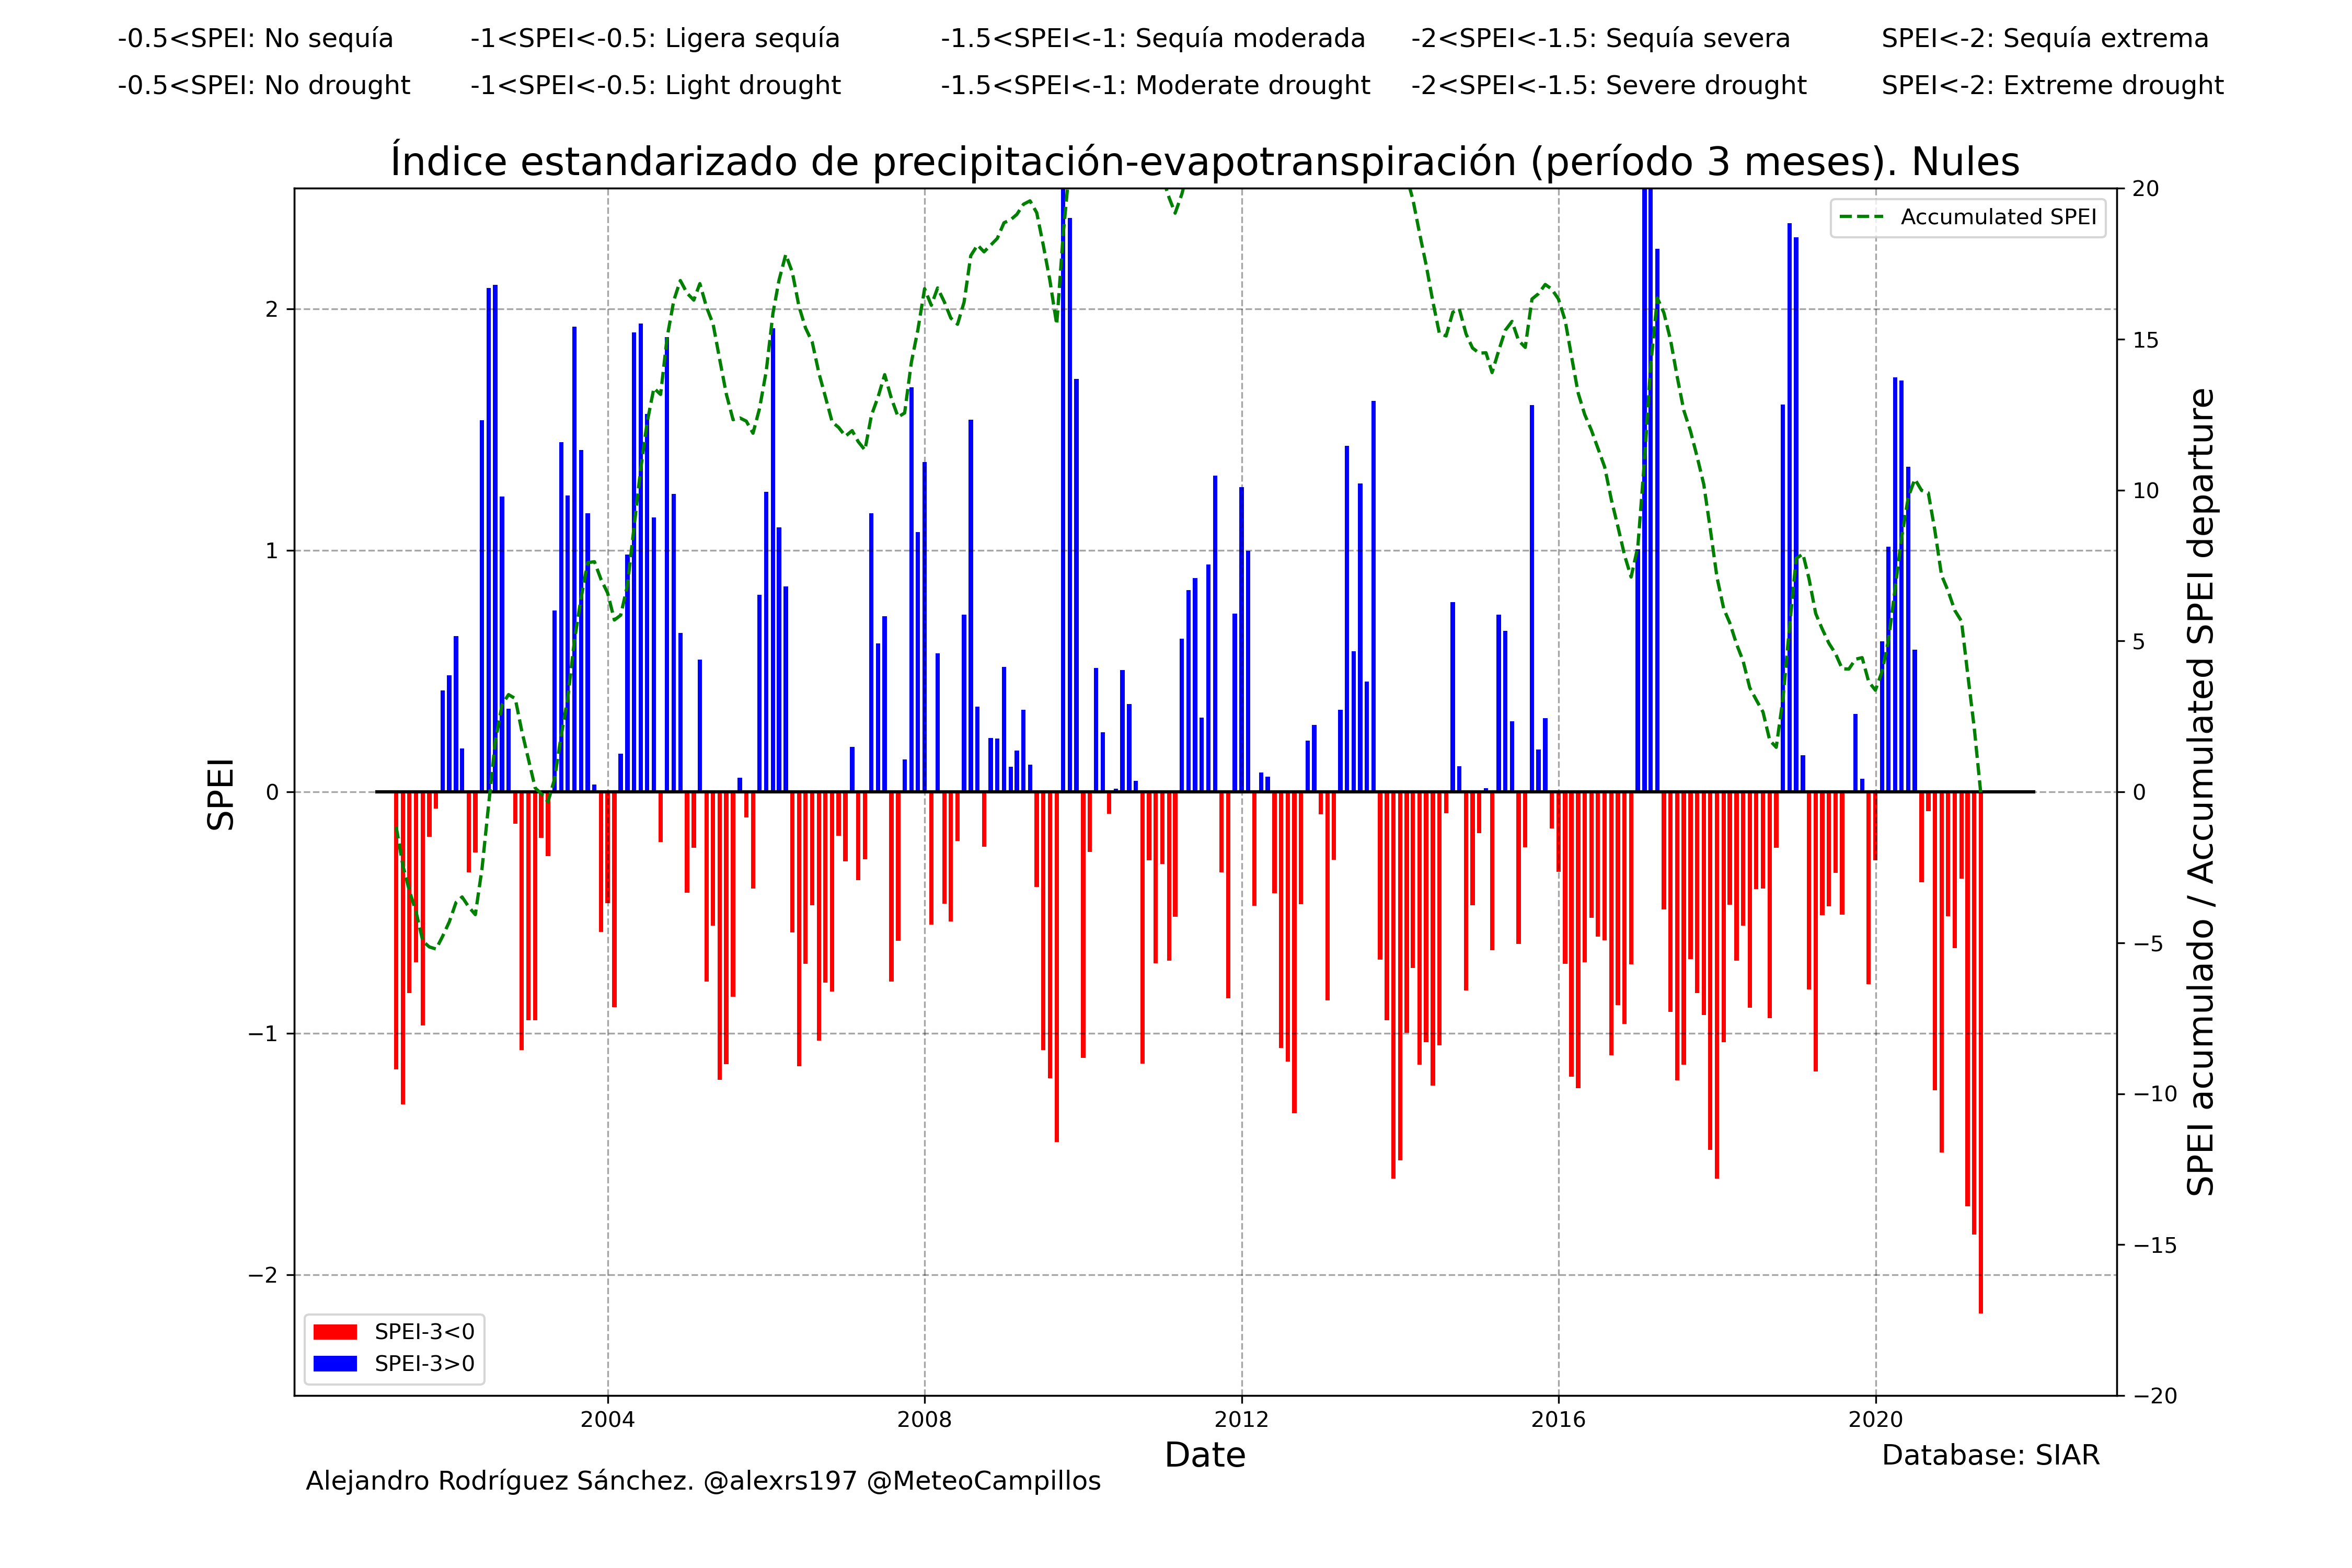 -0.5<SPEI: No sequía -1<SPEI<-0.5: Ligera sequía -1.5<SPEI<-1: Sequía moderada -2<SPEI<-1.5: Sequía severa SPEI<-2: Sequía extrema
-0.5<SPEI: No drought -1<SPEI<-0.5: Light drought -1.5<SPEI<-1: Moderate drought -2<SPEI<-1.5: Severe drought SPEI<-2: Extreme drought
Índice estandarizado de precipitación-evapotranspiración (período 3 meses). Nules
Accumulated SPEI
2
1
0
−1
−2
SPEI
20
15
10
5
0
−5
−10
−15
−20
SPEI acumulado / Accumulated SPEI departure
SPEI-3<0
SPEI-3>0
2004 2008 2012 2016 2020
Date
Database: SIAR
Alejandro Rodríguez Sánchez. @alexrs197 @MeteoCampillos